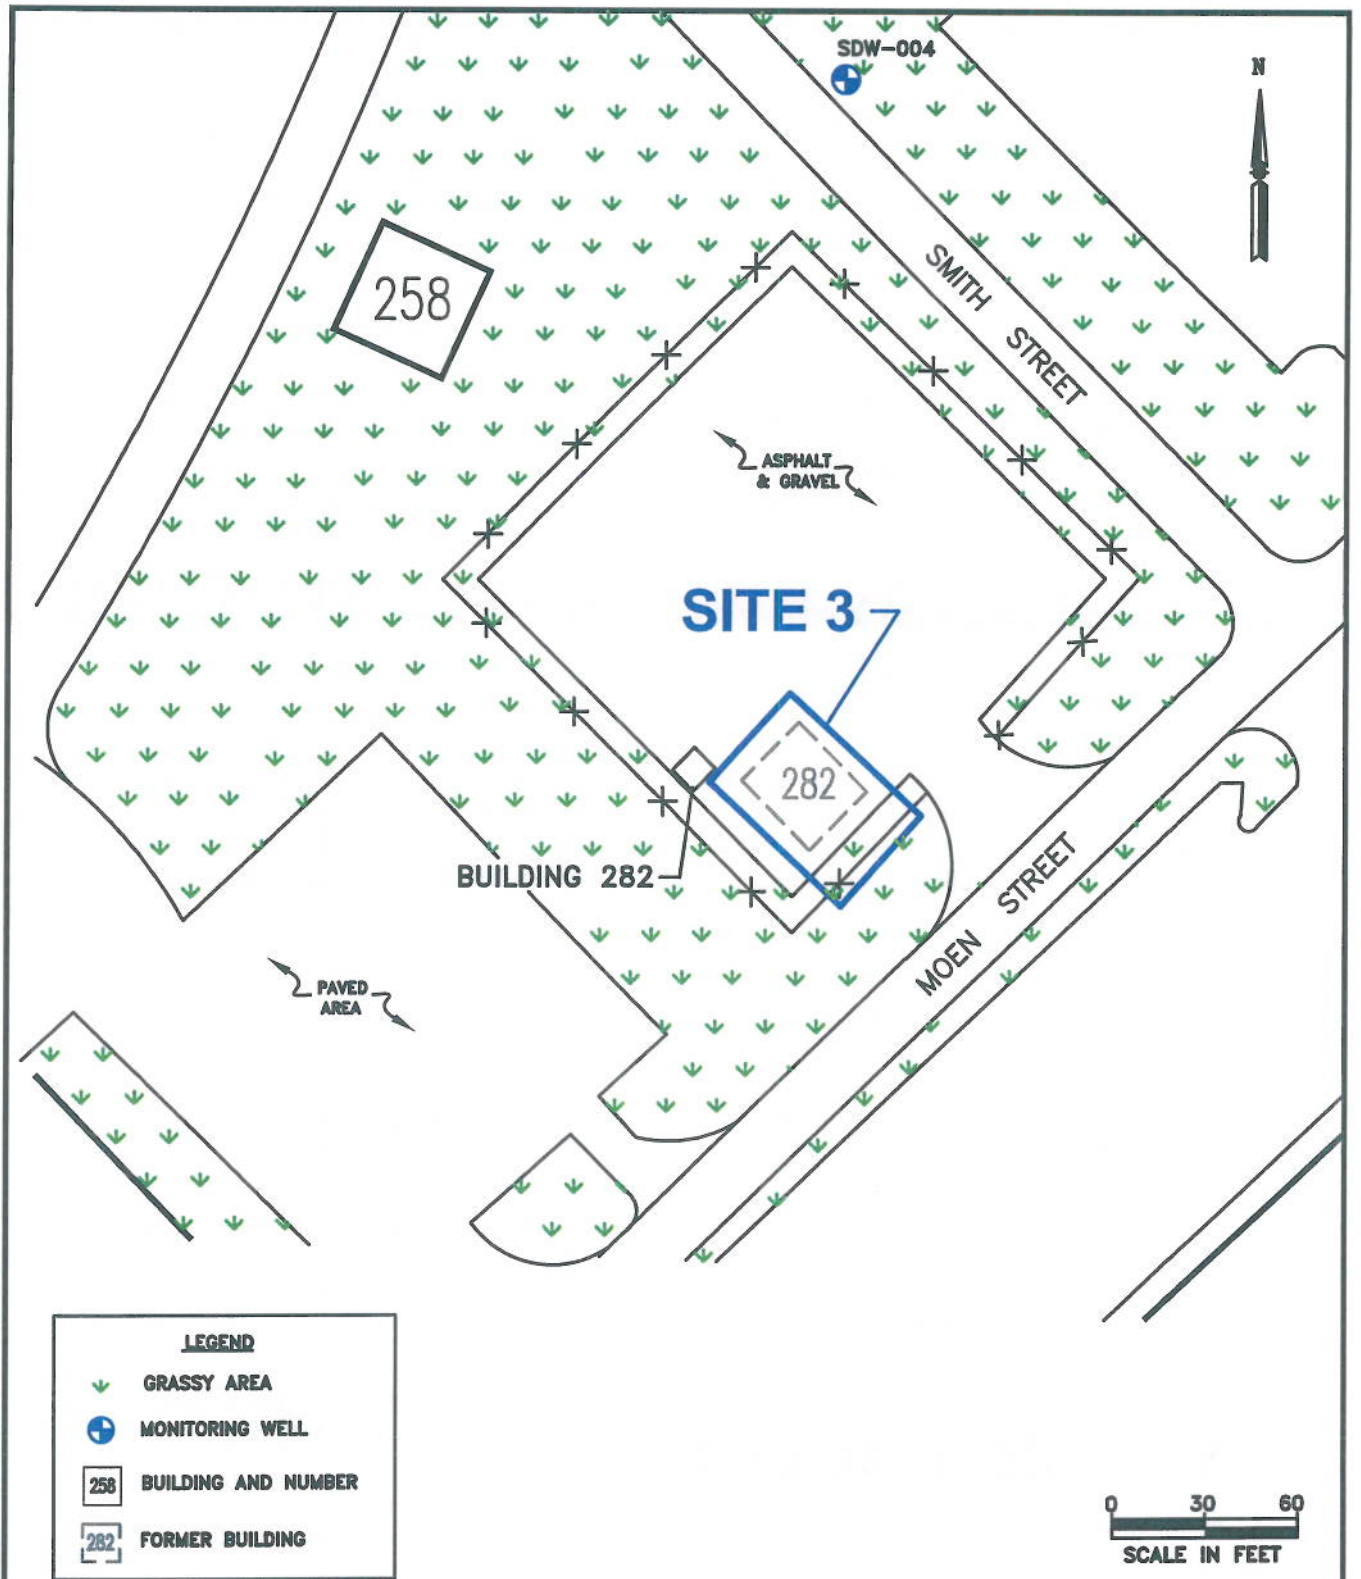 SDW-004
N
258
SMITH STREET
ASPHALT
& GRAVEL
SITE 3
282
BUILDING 282
MOEN STREET
PAVED
AREA
LEGEND
GRASSY AREA
MONITORING WELL
258 BUILDING AND NUMBER
282 FORMER BUILDING
0 30 60
SCALE IN FEET